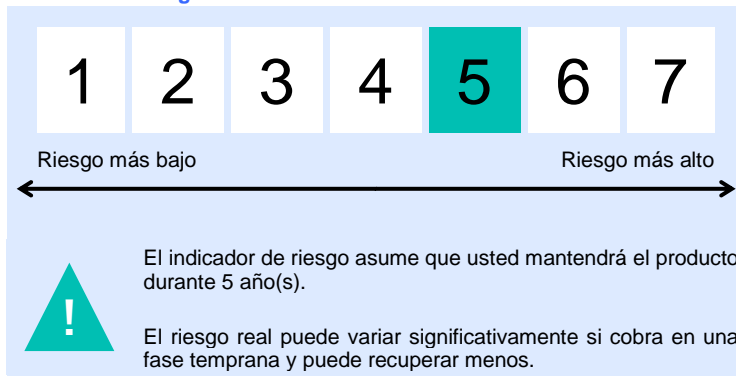 1 2 3 4 5 6 7
Riesgo más bajo Riesgo más alto
El indicador de riesgo asume que usted mantendrá el producto
durante 5 año(s).
!
El riesgo real puede variar significativamente si cobra en una
fase temprana y puede recuperar menos.